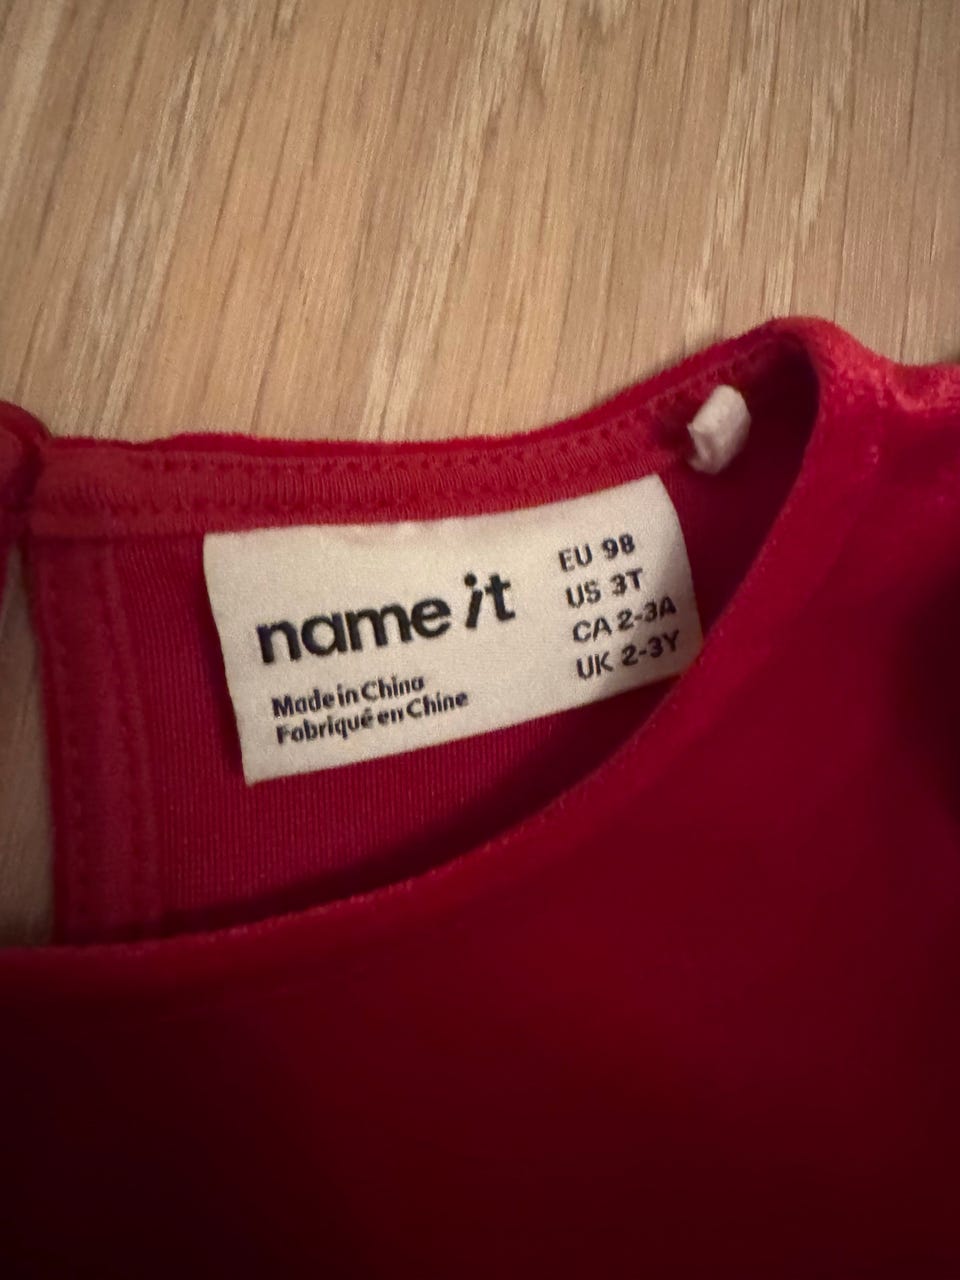 name it
Made in China
Fabriqué en Chine
EU 98
US 3T
CA 2-3A
UK 2-3Y